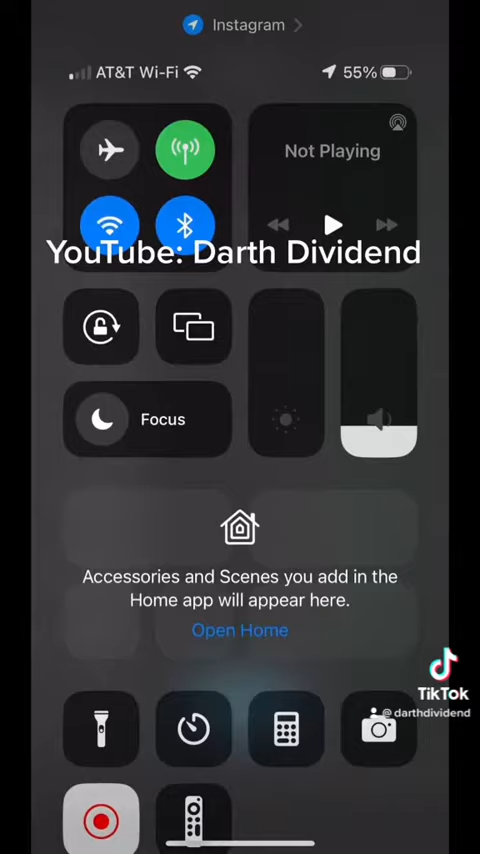 Instagram
AT&T Wi-Fi
55%
Not Playing
YouTube: Darth Dividend
Focus
Accessories and Scenes you add in the
Home app will appear here.
Open Home
TikTok
@darthdividend